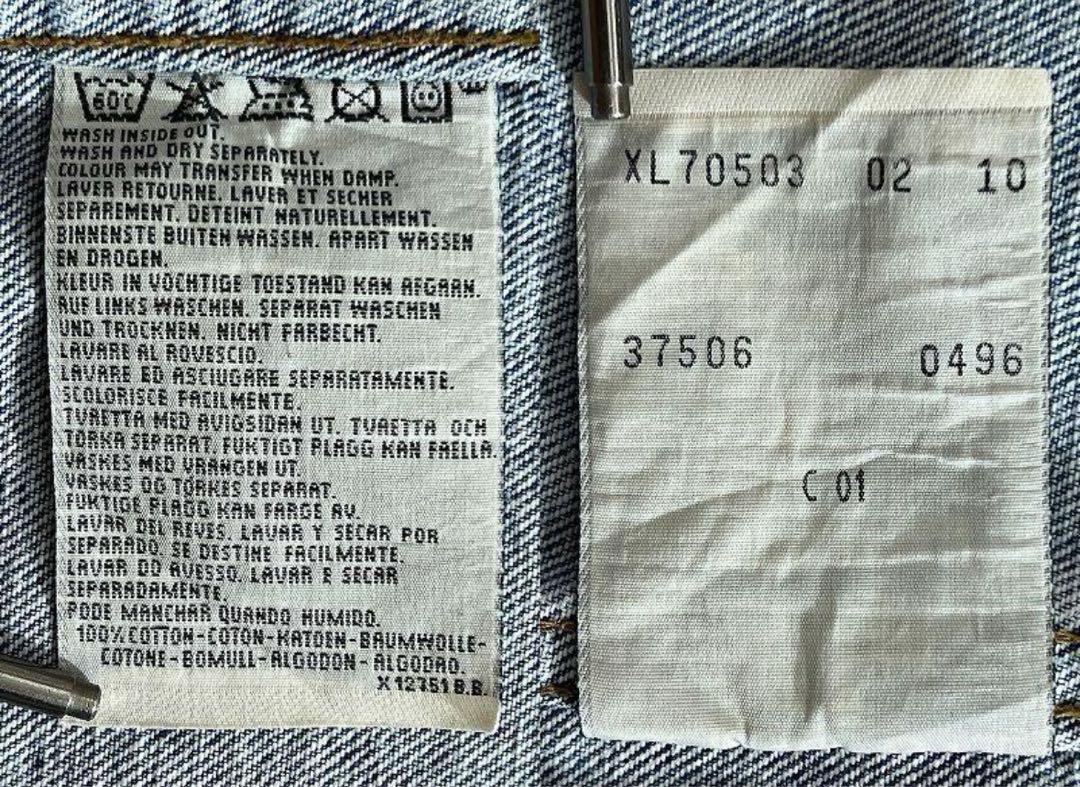 60℃
WASH INSIDE OUT.
WASH AND DRY SEPARATELY.
COLOUR MAY TRANSFER WHEN DAMP.
LAVER RETOURNE. LAVER ET SECHER
SEPAREMENT. DETEINT NATURELLEMENT.
BINNENSTE BUITEN WASSEN. APART WASSEN
EN DROGEN.
KLEUR IN VOCHTIGE TOESTAND KAN AFGAAN.
AUF LINKS WASCHEN. SEPARAT WASCHEN
UND TROCKNEN. NICHT FARBECHT.
LAVARE AL ROVESCIO.
LAVARE ED ASCIUGARE SEPARATAMENTE.
SCOLORISCE FACILMENTE.
TVAETTA MED AVIGSIDAN UT. TVAETTA OCH
TORKA SEPARAT. FUKTIGT PLAGG KAN FAELLA.
VASKES MED VRANGEN UT.
VASKES OG TORKES SEPARAT.
FUKTIGE PLAGG KAN FARGE AV.
LAVAR DEL REVES. LAVAR Y SECAR POR
SEPARADO. SE DESTINE FACILMENTE.
LAVAR DO AVESSO. LAVAR E SECAR
SEPARADAMENTE.
PODE MANCHAR QUANDO HUMIDO.
100% COTTON-COTON-KATOEN-BAUMWOLLE-
COTONE-BOMULL-ALGODON-ALGODAO.
X 12351 B.B.
XL70503 02 10
37506 0496
C 01